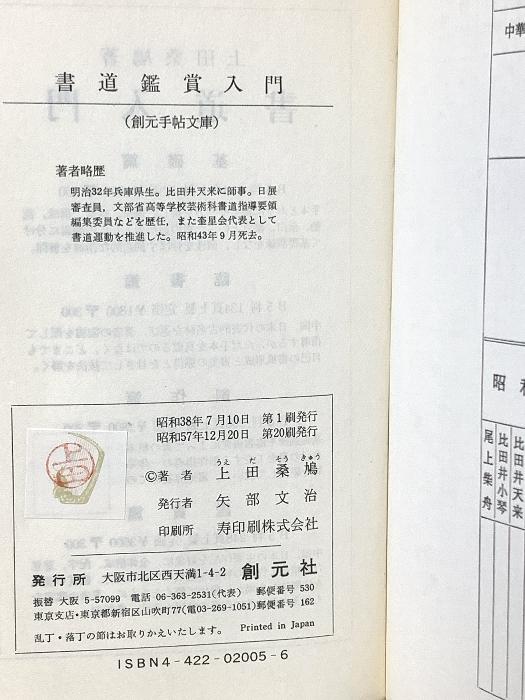 書道鑑賞入門
(創元手帖文庫)
著者略歴
明治32年兵庫県生。比田井天来に師事。日展
審査員，文部省高等学校芸術科書道指導要領
編集委員などを歴任，また奎星会代表として
書道運動を推進した。昭和43年9月死去。
昭和38年7月10日 第1刷発行
昭和57年12月20日 第20刷発行
うえ だ そう きゅう
©著者 上田桑鳩
発行者 矢部文治
印刷所 寿印刷株式会社
発行所 大阪市北区西天満1-4-2 創元社
振替 大阪 5-57099 電話 06-363-2531(代表) 郵便番号 530
東京支店・東京都新宿区山吹町77(電03-269-1051) 郵便番号 162
乱丁・落丁の節はお取りかえいたします。 Printed in Japan
ISBN4-422-02005-6
中華
昭和
比田井天来
比田井小琴
尾上柴舟